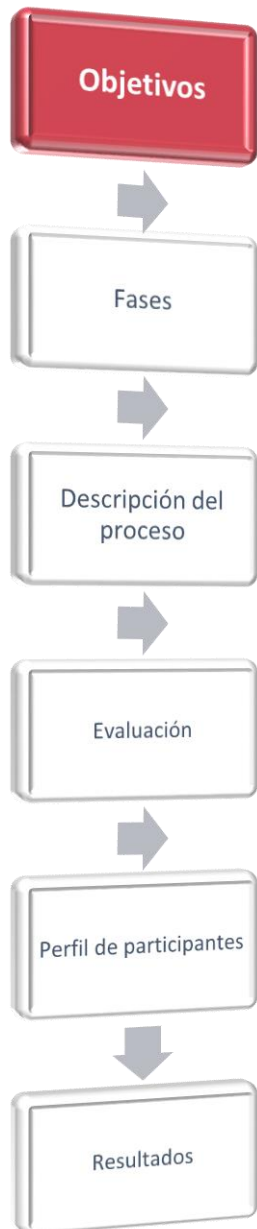 Objetivos
Fases
Descripción del
proceso
Evaluación
Perfil de participantes
Resultados